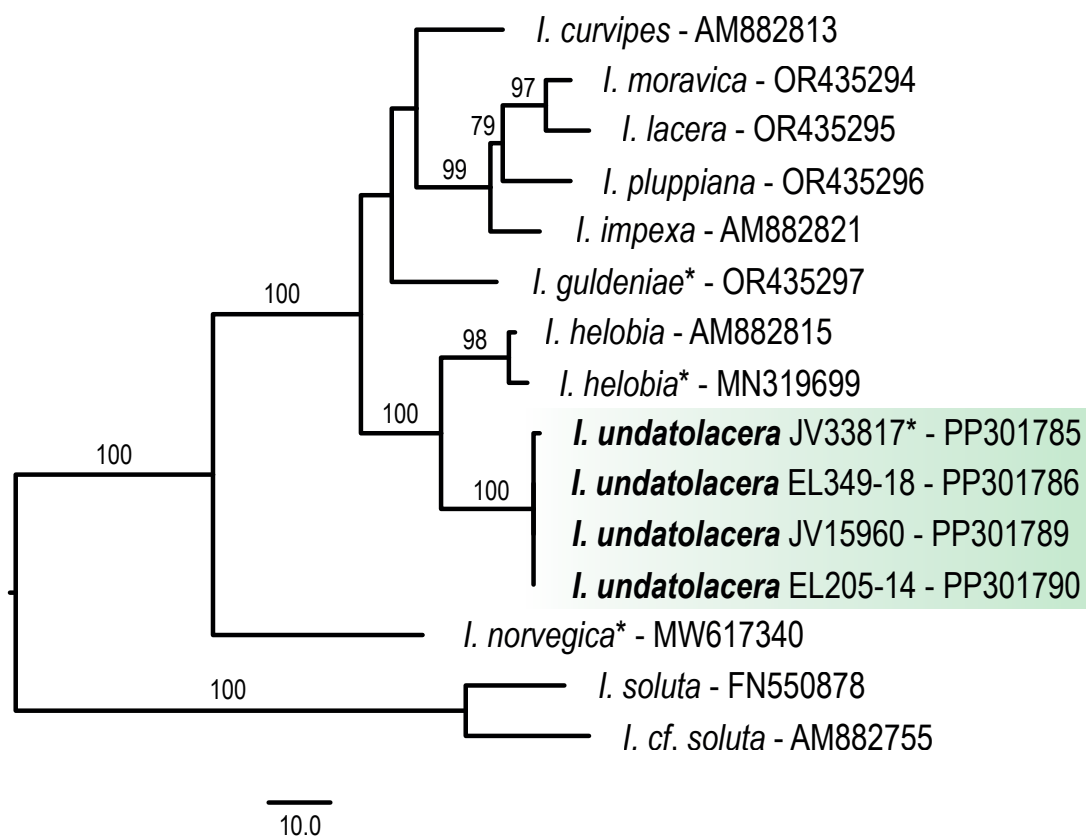 I. curvipes - AM882813
97
I. moravica - OR435294
79
I. lacera - OR435295
99
I. pluppiana - OR435296
I. impexa - AM882821
100
I. guldeniae* - OR435297
98
I. helobia - AM882815
I. helobia* - MN319699
100
I. undatolacera JV33817* - PP301785
100
100
I. undatolacera EL349-18 - PP301786
I. undatolacera JV15960 - PP301789
I. undatolacera EL205-14 - PP301790
I. norvegica* - MW617340
100
I. soluta - FN550878
I. cf. soluta - AM882755
10.0